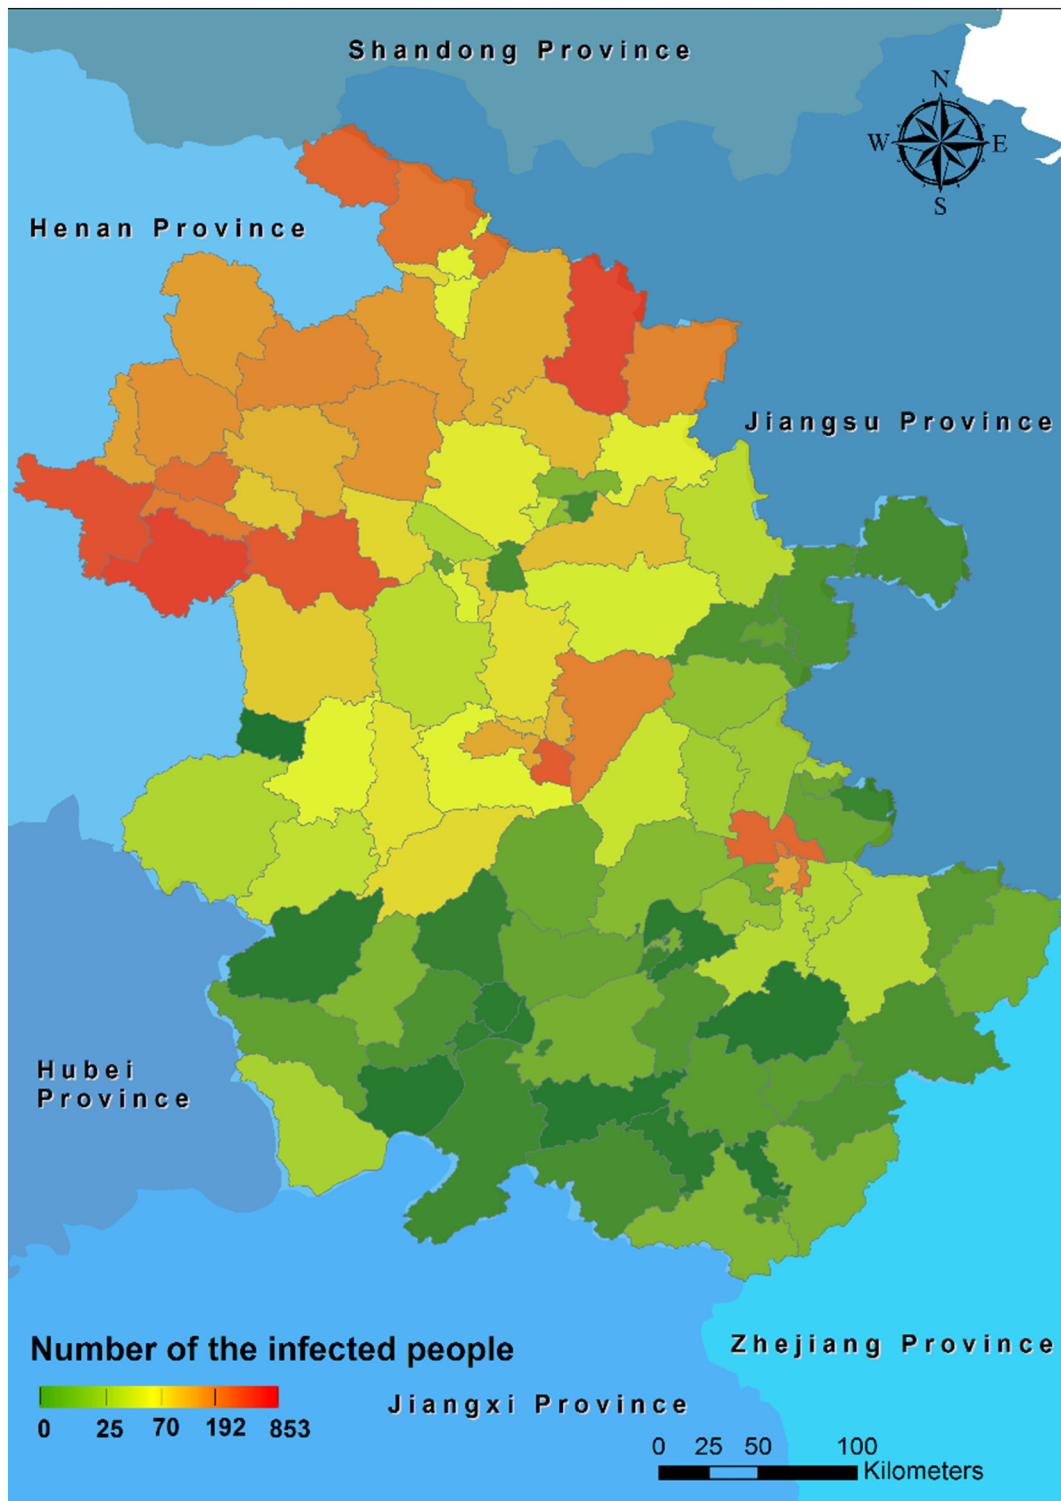 Shandong Province
N
W
E
S
Henan Province
Jiangsu Province
Hubei
Province
Number of the infected people
0 25 70 192 853
Zhejiang Province
Jiangxi Province
0 25 50 100
Kilometers